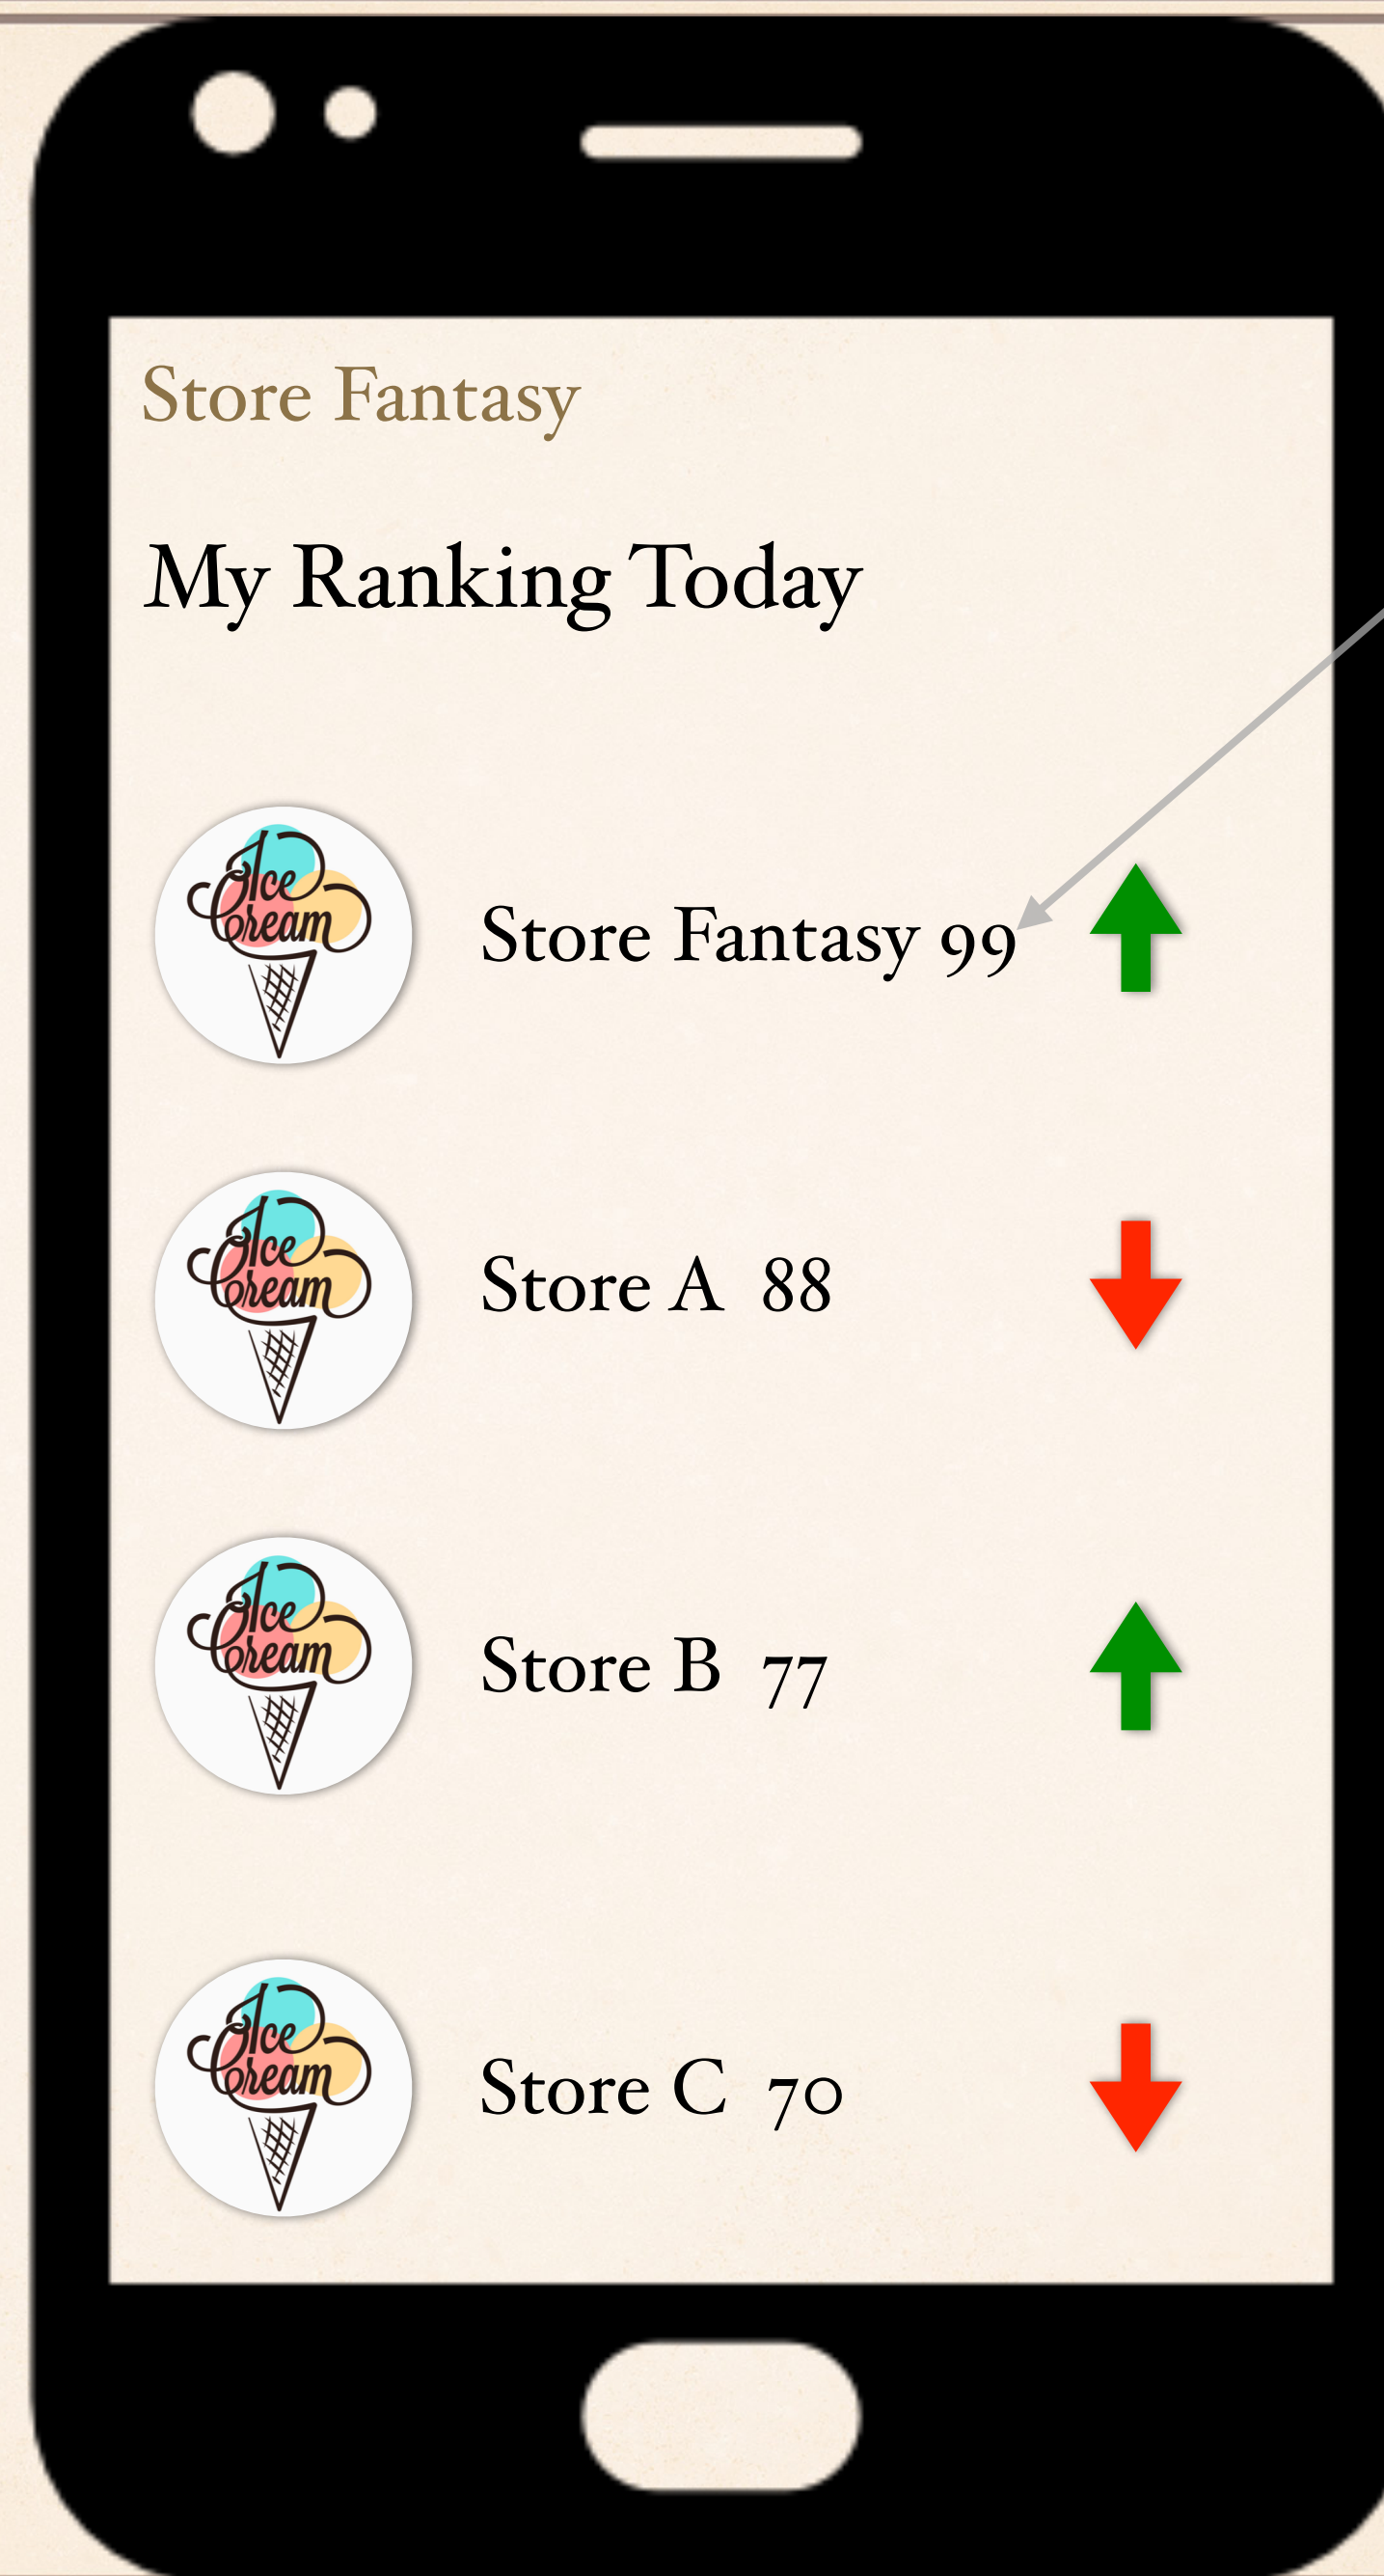 Store Fantasy
My Ranking Today
Ice
Cream
Store Fantasy 99
Ice
Cream
Store A 88
Ice
Cream
Store B 77
Ice
Cream
Store C 70